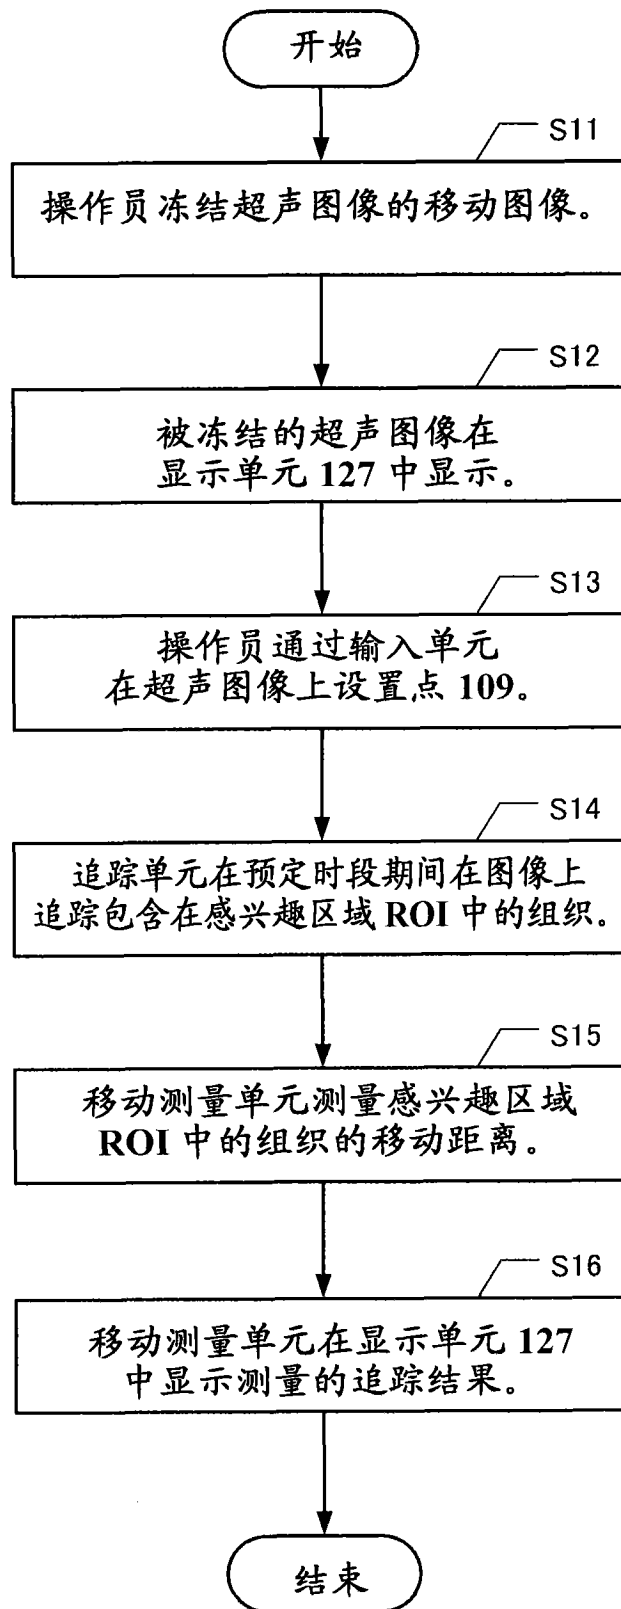 开始
S11
操作员冻结超声图像的移动图像。
S12
被冻结的超声图像在
显示单元 127 中显示。
S13
操作员通过输入单元
在超声图像上设置点 109。
S14
追踪单元在预定时段期间在图像上
追踪包含在感兴趣区域 ROI 中的组织。
S15
移动测量单元测量感兴趣区域
ROI 中的组织的移动距离。
S16
移动测量单元在显示单元 127
中显示测量的追踪结果。
结束